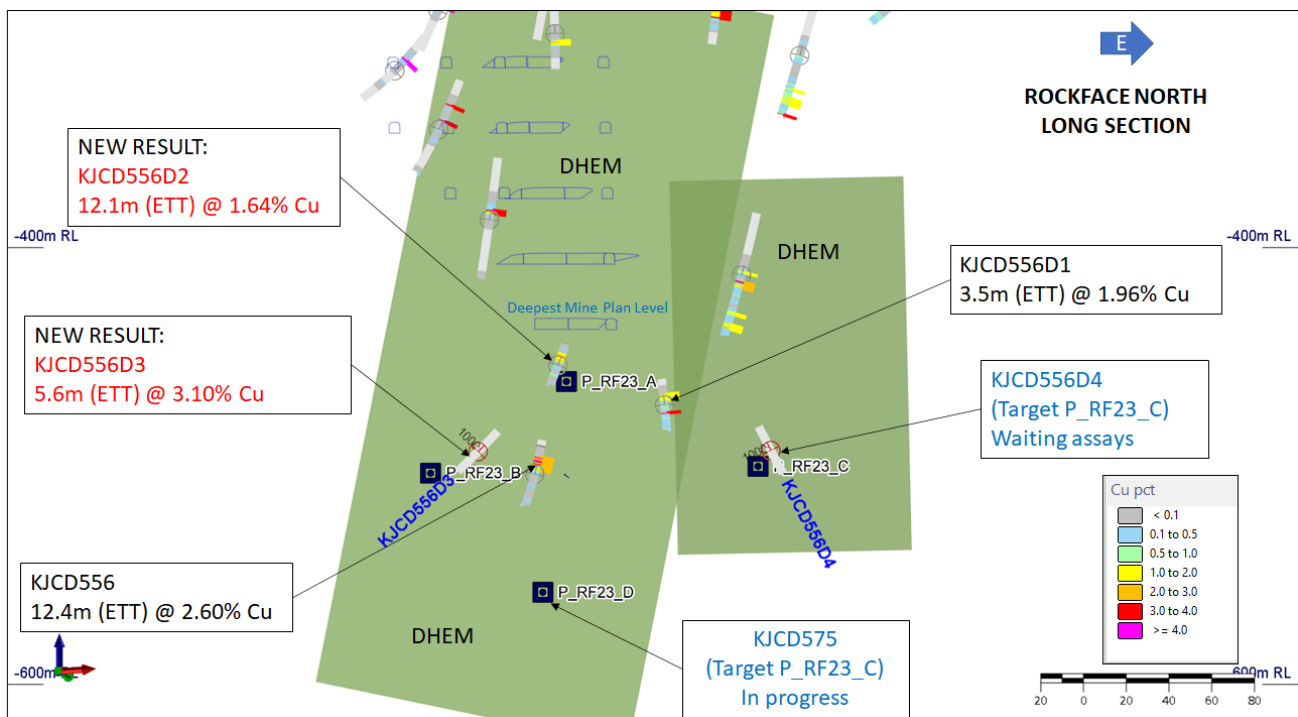 E
ROCKFACE NORTH
LONG SECTION
NEW RESULT:
KJCD556D2
12.1m (ETT) @ 1.64% Cu
DHEM
-400m RL
-400m RL
DHEM
KJCD556D1
3.5m (ETT) @ 1.96% Cu
Deepest Mine Plan Level
NEW RESULT:
KJCD556D3
5.6m (ETT) @ 3.10% Cu
P_RF23_A
KJCD556D4
(Target P_RF23_C)
Waiting assays
P_RF23_B
P_RF23_C
KJCD556D3
KJCD556D4
Cu pct
< 0.1
0.1 to 0.5
0.5 to 1.0
1.0 to 2.0
2.0 to 3.0
3.0 to 4.0
>= 4.0
KJCD556
12.4m (ETT) @ 2.60% Cu
P_RF23_D
DHEM
KJCD575
(Target P_RF23_C)
In progress
-600m RL
-600m RL
20 0 20 40 60 80